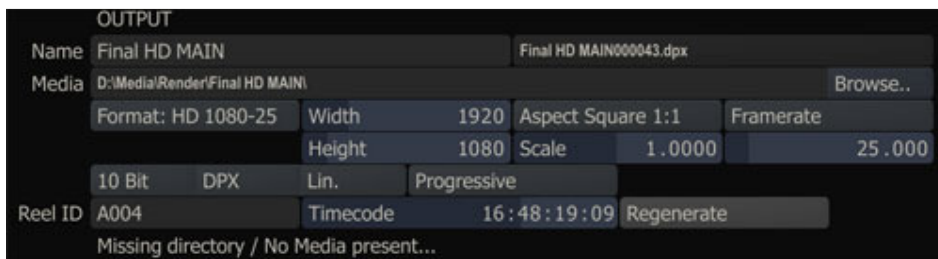 OUTPUT
Name Final HD MAIN Final HD MAIN000043.dpx
Media D:\Media\Render\Final HD MAIN\ Browse..
Format: HD 1080-25 Width 1920 Aspect Square 1:1 Framerate
Height 1080 Scale 1.0000 25.000
10 Bit DPX Lin. Progressive
Reel ID A004 Timecode 16:48:19:09 Regenerate
Missing directory / No Media present...